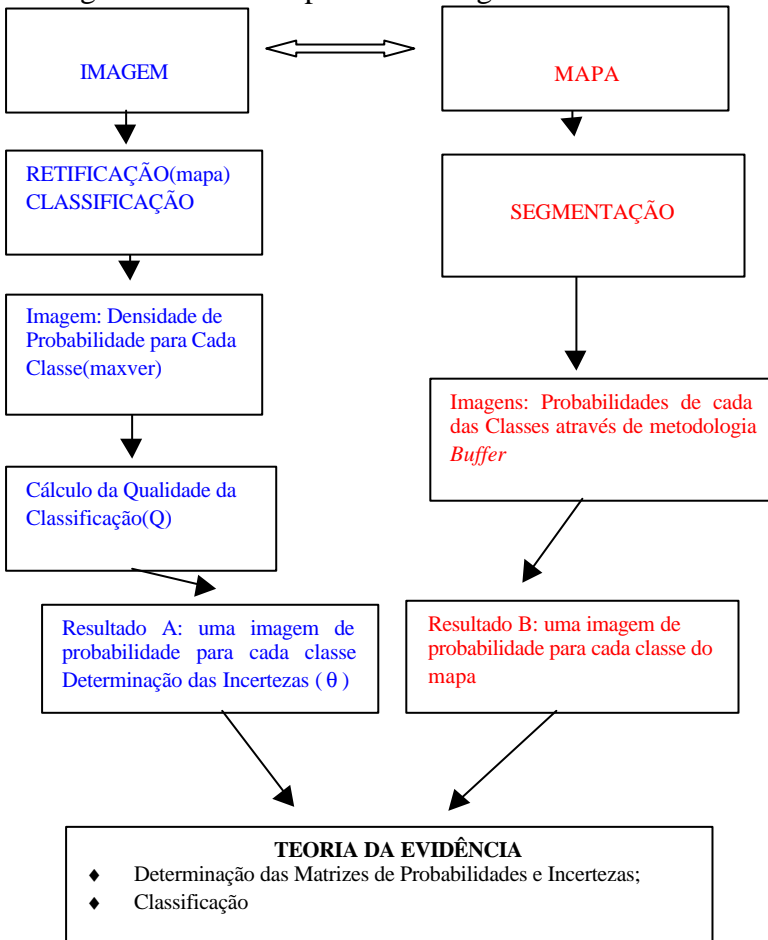 IMAGEM
MAPA
RETIFICAÇÃO(mapa)
CLASSIFICAÇÃO
SEGMENTAÇÃO
Imagem: Densidade de
Probabilidade para Cada
Classe(maxver)
Imagens: Probabilidades de cada
das Classes através de metodologia
Buffer
Cálculo da Qualidade da
Classificação(Q)
Resultado A: uma imagem de
probabilidade para cada classe
Determinação das Incertezas ( θ )
Resultado B: uma imagem de
probabilidade para cada classe do
mapa
TEORIA DA EVIDÊNCIA
♦ Determinação das Matrizes de Probabilidades e Incertezas;
♦ Classificação